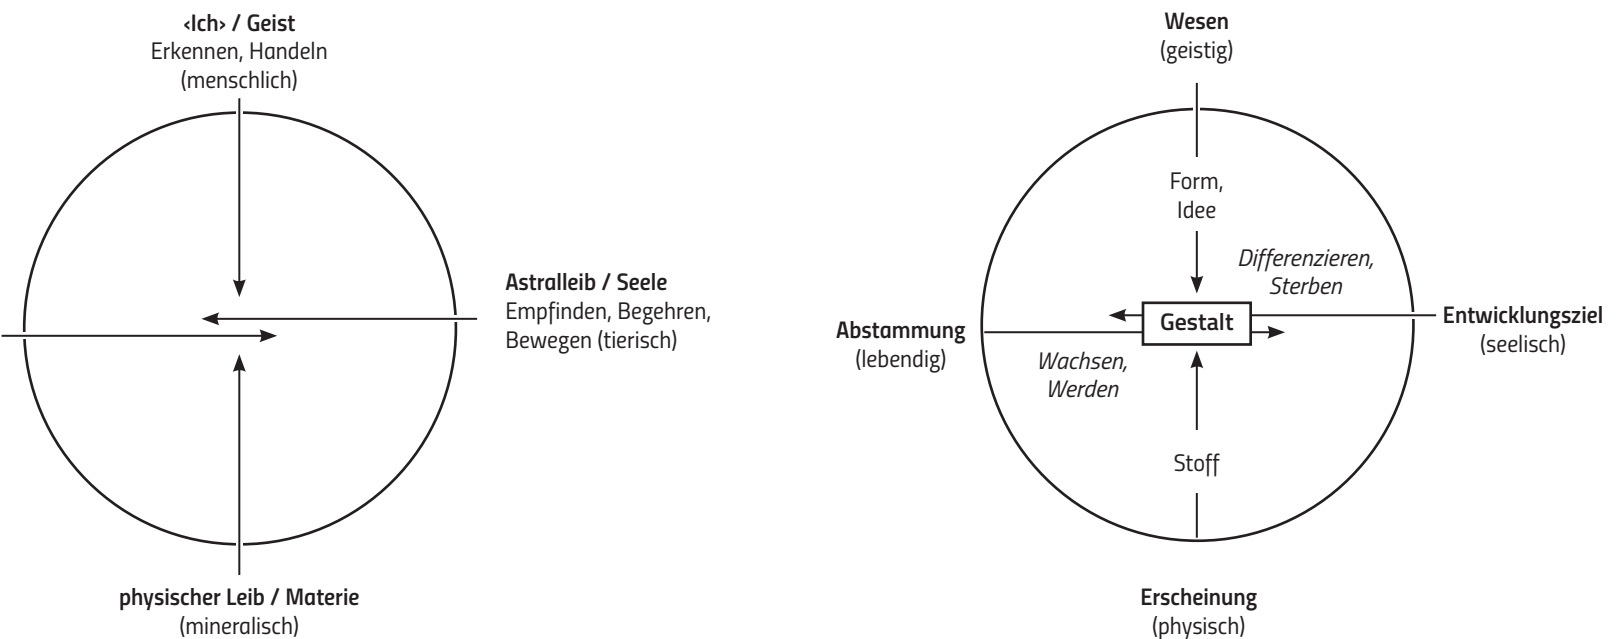 ‹Ich› / Geist
Erkennen, Handeln
(menschlich)
Astralleib / Seele
Empfinden, Begehren,
Bewegen (tierisch)
physischer Leib / Materie
(mineralisch)
Wesen
(geistig)
Form,
Idee
Differenzieren,
Sterben
Gestalt
Abstammung
(lebendig)
Entwicklungsziel
(seelisch)
Wachsen,
Werden
Stoff
Erscheinung
(physisch)